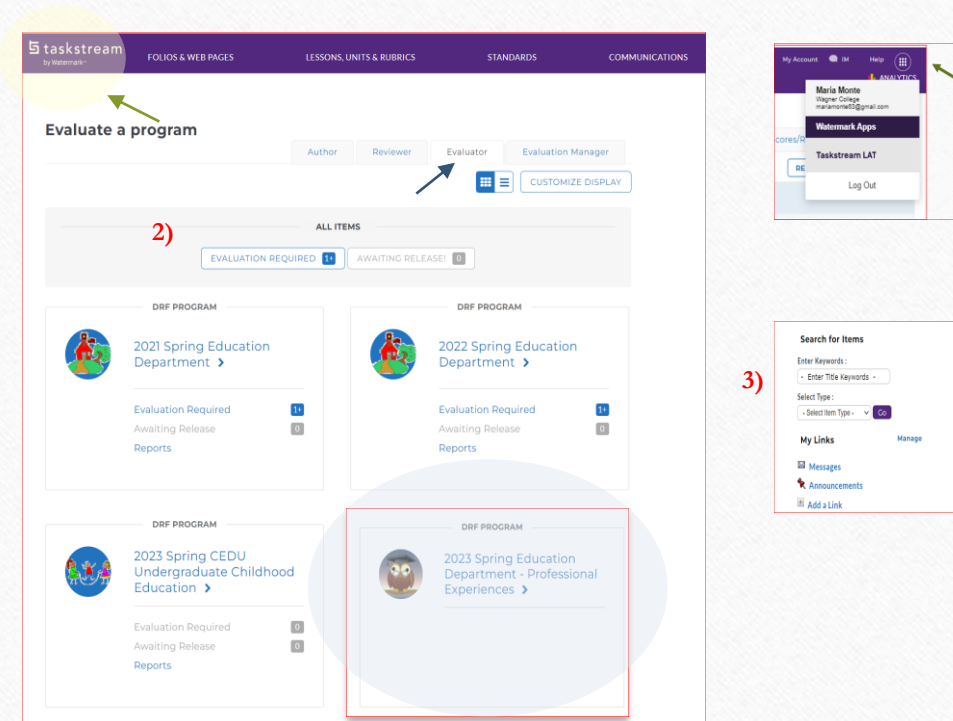 taskstream
by Watermark™
FOLIOS & WEB PAGES
LESSONS, UNITS & RUBRICS
STANDARDS
COMMUNICATIONS
Evaluate a program
Author
Reviewer
Evaluator
Evaluation Manager
CUSTOMIZE DISPLAY
2)
ALL ITEMS
EVALUATION REQUIRED 1+
AWAITING RELEASE! 0
DRF PROGRAM
2021 Spring Education
Department >
Evaluation Required 1+
Awaiting Release 0
Reports
DRF PROGRAM
2022 Spring Education
Department >
Evaluation Required 1+
Awaiting Release 0
Reports
DRF PROGRAM
2023 Spring CEDU
Undergraduate Childhood
Education >
Evaluation Required 0
Awaiting Release 0
Reports
DRF PROGRAM
2023 Spring Education
Department - Professional
Experiences >
My Account
IM
Help
ANALYTICS
Maria Monte
Wagner College
mariamonte53@gmail.com
Watermark Apps
cores/R
Taskstream LAT
RE
Log Out
3)
Search for Items
Enter Keywords :
- Enter Title Keywords -
Select Type :
- Select Item Type - Go
My Links
Manage
Messages
Announcements
Add a Link